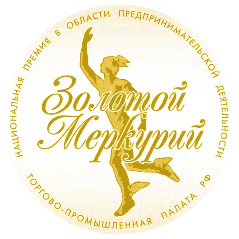 НАЦИОНАЛЬНАЯ ПРЕМИЯ В ОБЛАСТИ ПРЕДПРИНИМАТЕЛЬСКОЙ ДЕЯТЕЛЬНОСТИ
Золотой
Меркурий
ТОРГОВО-ПРОМЫШЛЕННАЯ ПАЛАТА РФ